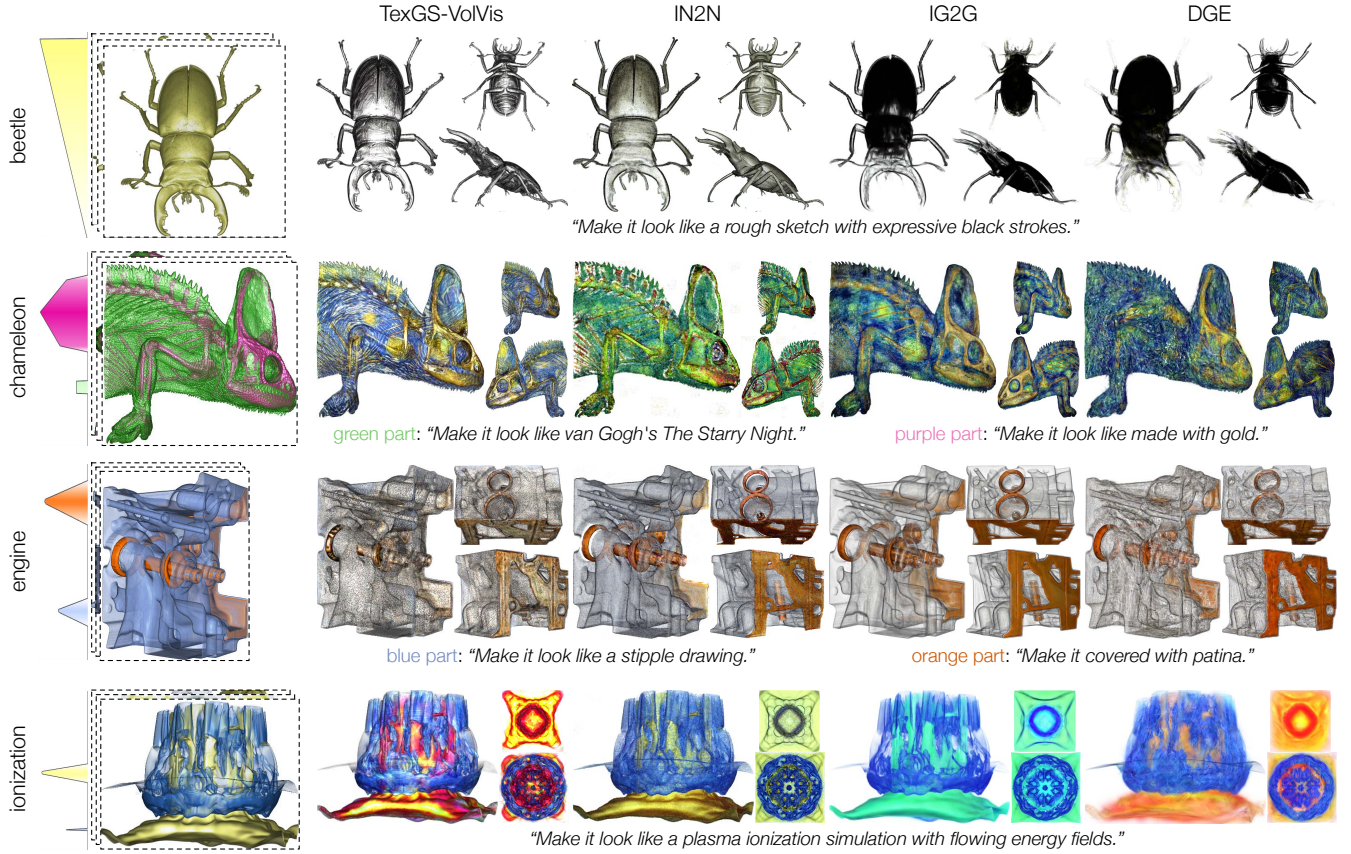 TexGS-VolVis IN2N IG2G DGE
beetle
“Make it look like a rough sketch with expressive black strokes.”
chameleon
green part: “Make it look like van Gogh's The Starry Night.” purple part: “Make it look like made with gold.”
engine
blue part: “Make it look like a stipple drawing.” orange part: “Make it covered with patina.”
ionization
“Make it look like a plasma ionization simulation with flowing energy fields.”